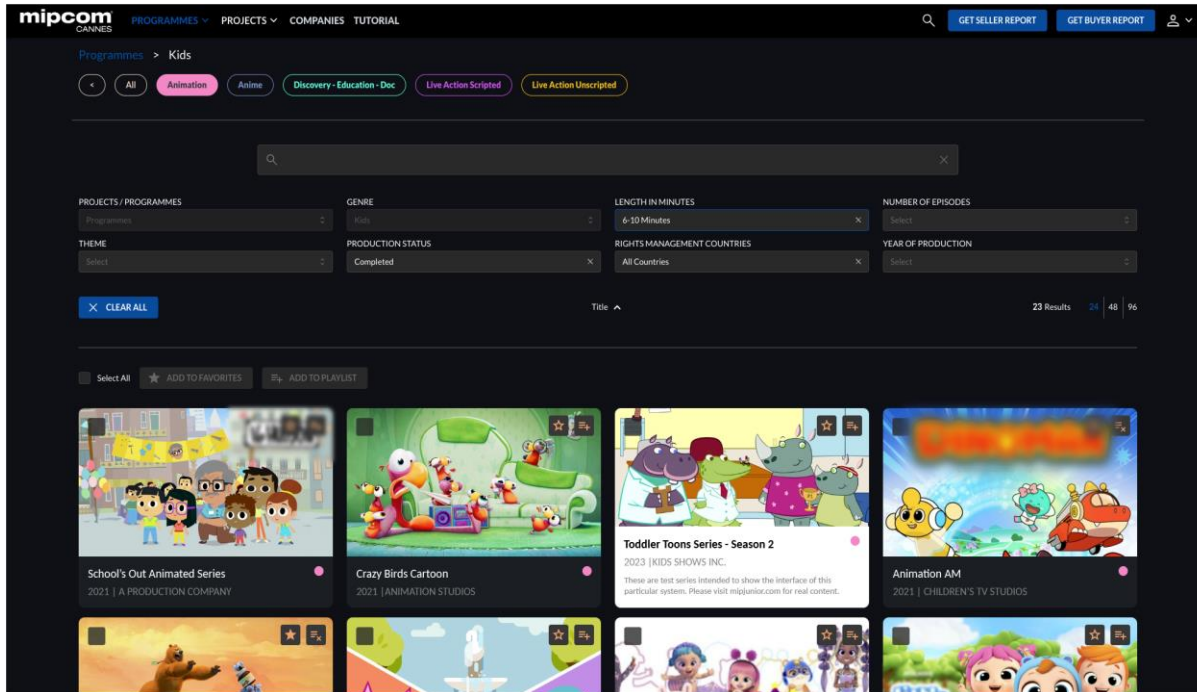 mipcom
CANNES
PROGRAMMES PROJECTS COMPANIES TUTORIAL
GET SELLER REPORT GET BUYER REPORT
Programmes > Kids
< All Animation Anime Discovery - Education - Doc Live Action Scripted Live Action Unscripted
PROJECTS / PROGRAMMES GENRE LENGTH IN MINUTES NUMBER OF EPISODES
Programmes Kids 6-10 Minutes × Select
THEME PRODUCTION STATUS RIGHTS MANAGEMENT COUNTRIES YEAR OF PRODUCTION
Select Completed × All Countries × Select
× CLEAR ALL Title 23 Results 24 48 96
Select All ADD TO FAVORITES ADD TO PLAYLIST
School's Out Animated Series
2021 | A PRODUCTION COMPANY
Crazy Birds Cartoon
2021 |ANIMATION STUDIOS
Toddler Toons Series - Season 2
2023 |KIDS SHOWS INC.
These are test series intended to show the interface of this
particular system. Please visit mipjunior.com for real content.
Animation AM
2021 | CHILDREN'S TV STUDIOS